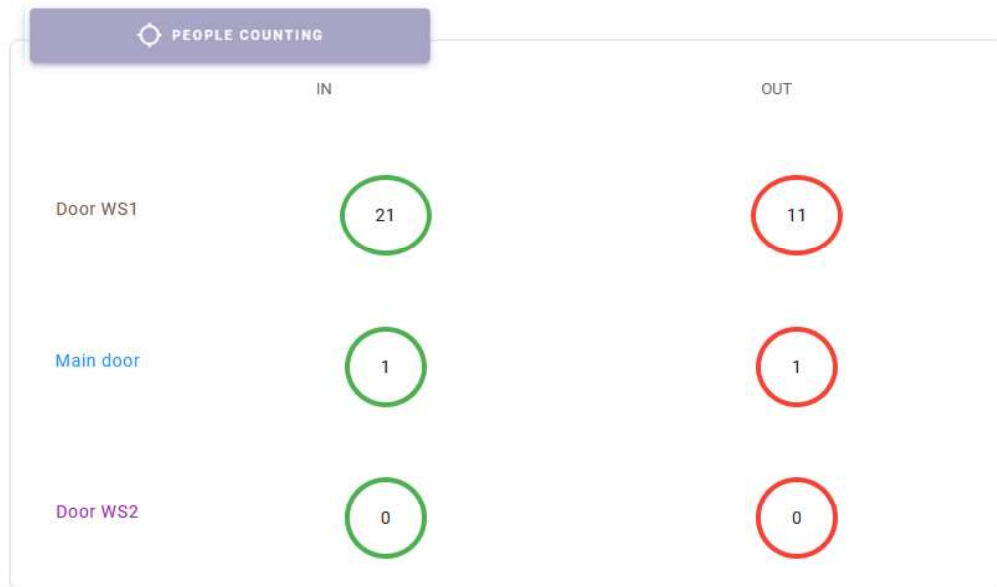 PEOPLE COUNTING
IN OUT
Door WS1 21 11
Main door 1 1
Door WS2 0 0